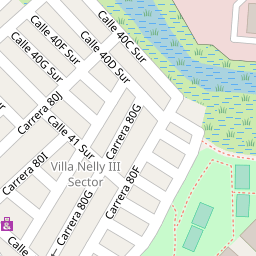 Calle 40C Sur
Calle 40F Sur
Calle 40D Sur
Calle 40G Sur
Carrera 80J
Carrera 80G
Calle 41 Sur
Carrera 80I
Villa Nelly III
Sector
Carrera 80F
Carrera 80G
Calle